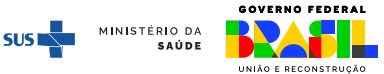 SUS
MINISTÉRIO DA
SAÚDE
GOVERNO FEDERAL
BRASIL
UNIÃO E RECONSTRUÇÃO